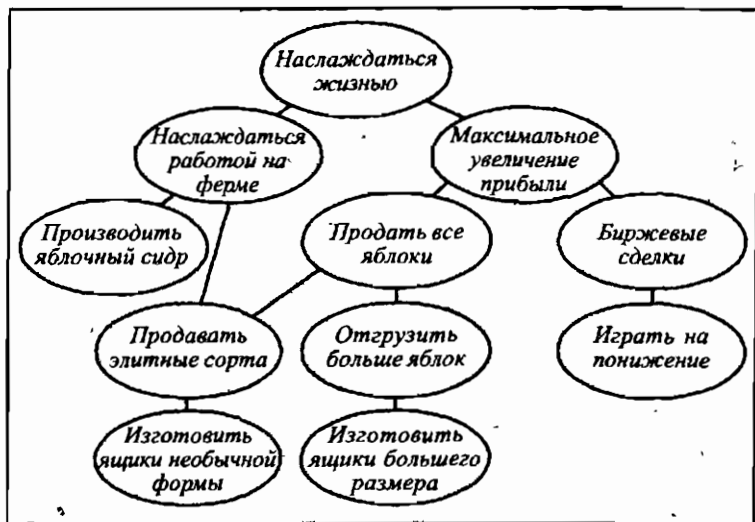 Наслаждаться
жизнью
Наслаждаться
работой на
ферме
Максимальное
увеличение
прибыли
Производить
яблочный сидр
Продать все
яблоки
Биржевые
сделки
Продавать
элитные сорта
Отгрузить
больше яблок
Играть на
понижение
Изготовить
ящики необычной
формы
Изготовить
ящики большего
размера